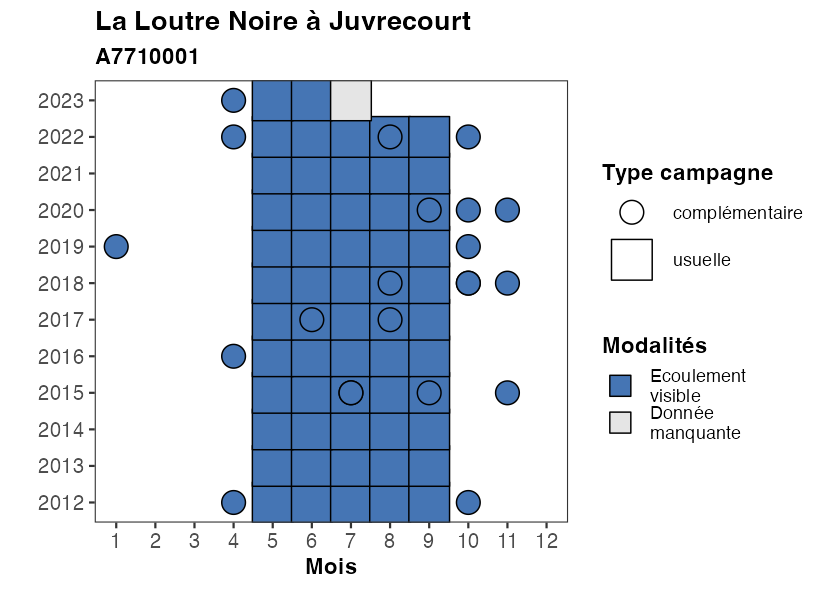 La Loutre Noire à Juvrecourt
A7710001
2023
2022
2021
2020
2019
2018
2017
2016
2015
2014
2013
2012
1 2 3 4 5 6 7 8 9 10 11 12
Mois
Type campagne
complémentaire
usuelle
Modalités
Ecoulement
visible
Donnée
manquante